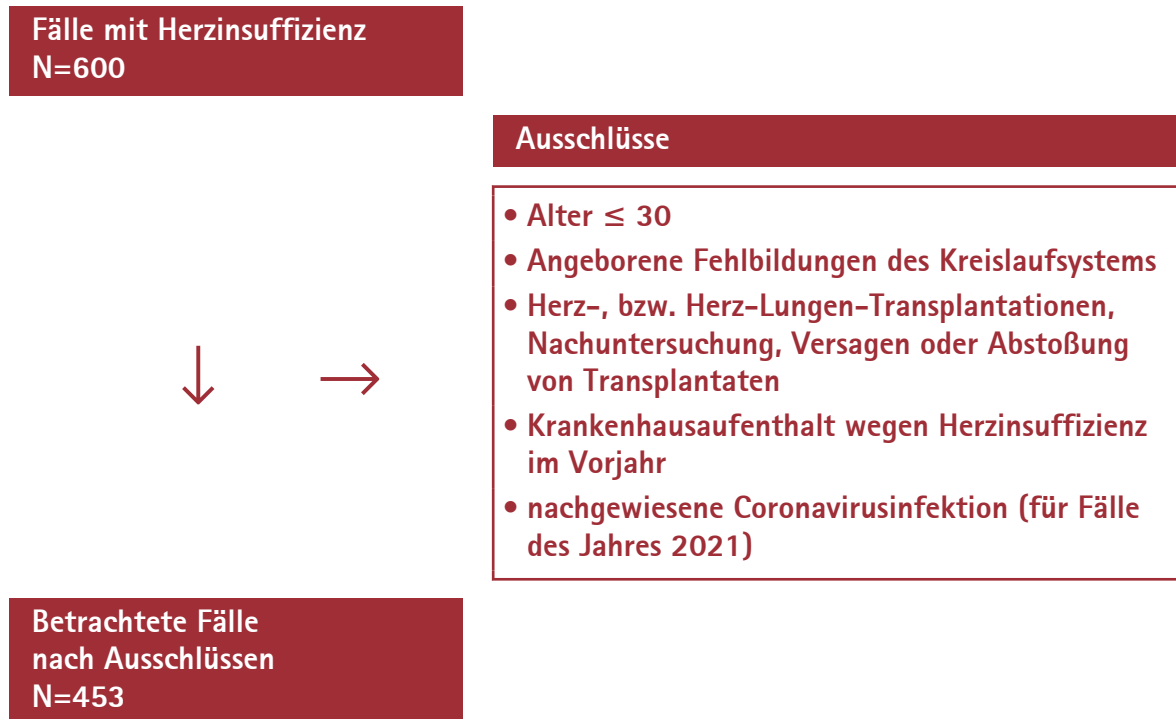 Fälle mit Herzinsuffizienz
N=600
Ausschlüsse
• Alter ≤ 30
• Angeborene Fehlbildungen des Kreislaufsystems
• Herz-, bzw. Herz-Lungen-Transplantationen,
Nachuntersuchung, Versagen oder Abstoßung
von Transplantaten
• Krankenhausaufenthalt wegen Herzinsuffizienz
im Vorjahr
• nachgewiesene Coronavirusinfektion (für Fälle
des Jahres 2021)
Betrachtete Fälle
nach Ausschlüssen
N=453